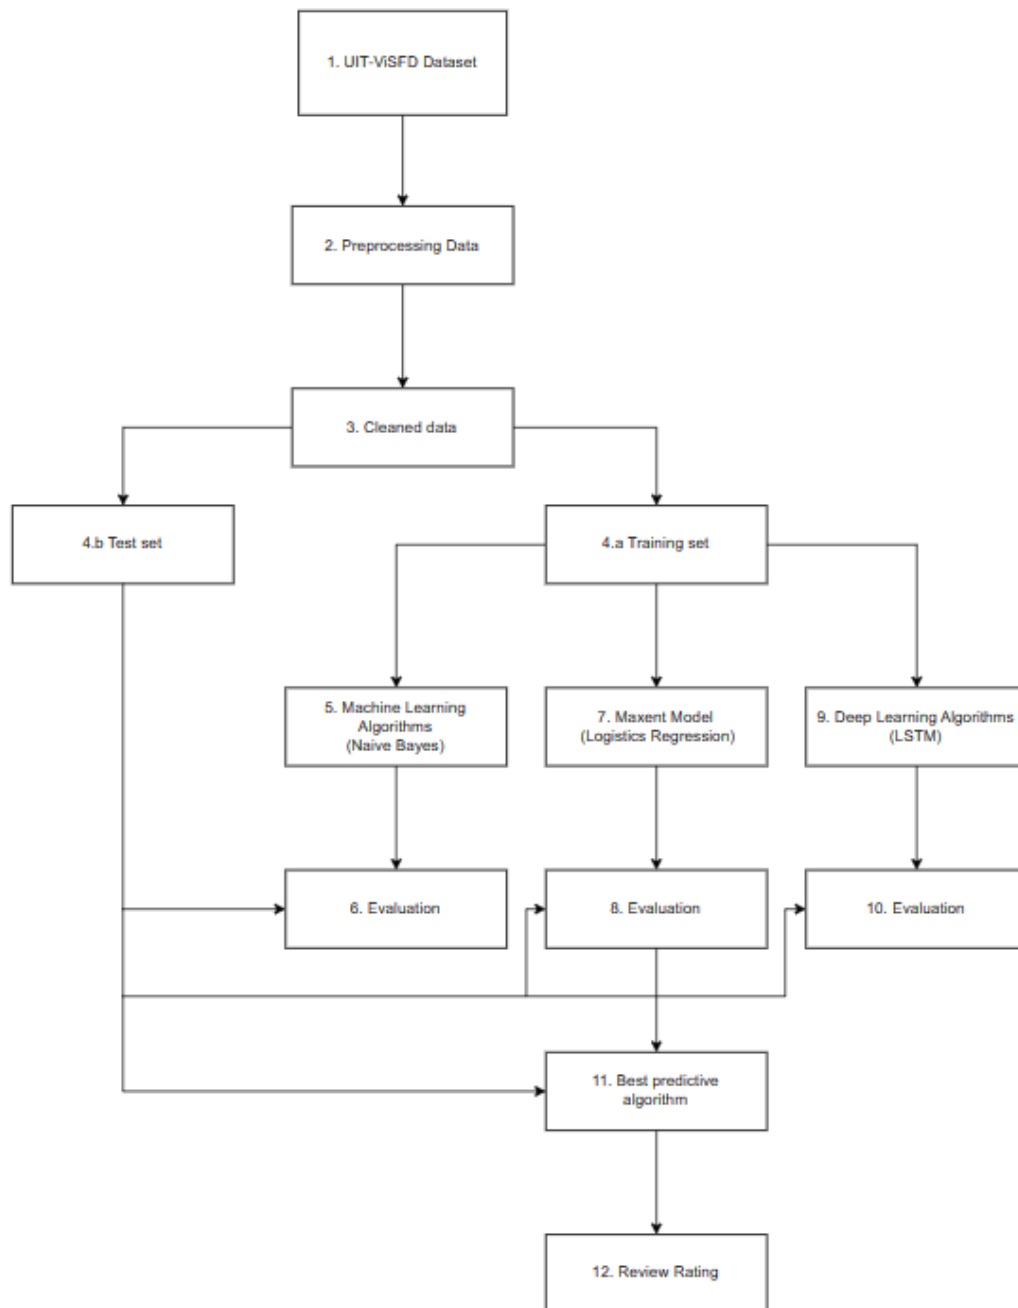 1. UIT-ViSFD Dataset
2. Preprocessing Data
3. Cleaned data
4.b Test set
4.a Training set
5. Machine Learning
Algorithms
(Naive Bayes)
7. Maxent Model
(Logistics Regression)
9. Deep Learning Algorithms
(LSTM)
6. Evaluation
8. Evaluation
10. Evaluation
11. Best predictive
algorithm
12. Review Rating